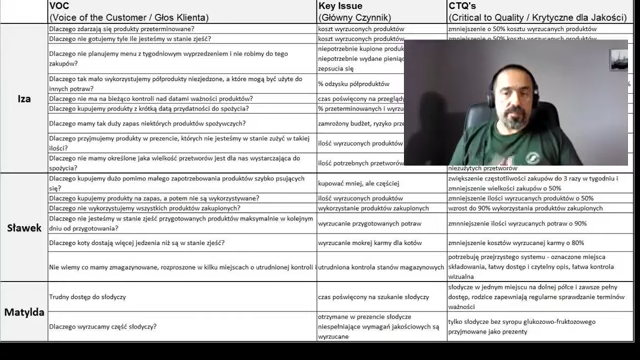 VOC
(Voice of the Customer / Głos Klienta)
Key Issue
(Główny Czynnik)
CTQ's
(Critical to Quality / Krytyczne dla Jakości)
Iza
Dlaczego zdarzają się produkty przeterminowane?
koszt wyrzuconych produktów
zmniejszenie o 50% kosztu wyrzucanych produktów
Dlaczego nie gotujemy tyle ile jesteśmy w stanie zjeść?
koszt wyrzuconych produktów
zmniejszenie o 50% kosztu wyrzucanych produktów
Dlaczego nie planujemy menu z tygodniowym wyprzedzeniem i nie robimy do tego
zakupów?
niepotrzebnie kupione produkty
niepotrzebnie wydane
zepsucia się
Dlaczego tak mało wykorzystujemy półprodukty niezjedzone, a które mogą być użyte do
innych potraw?
% odzysku półproduktów
Dlaczego nie ma na bieżąco kontroli nad datami ważności produktów?
czas poświęcony na
Dlaczego kupujemy produkty z krótką datą przydatności do spożycia?
% przeterminowanych i
Dlaczego mamy tak duży zapas niektórych produktów spożywczych?
zamrożony budżet, ryzyko
Dlaczego przyjmujemy produkty w prezencie, których nie jesteśmy w stanie zużyć w takiej
ilości?
ilość wyrzuconych produktów
Dlaczego nie mamy określone jaka wielkość przetworów jest dla nas wystarczająca do
spożycia?
ilość potrzebnych przetworów
niezużytych przetworów
Sławek
Dlaczego kupujemy dużo pomimo małego zapotrzebowania produkty szybko psujących
się?
kupować mniej, ale częściej
zwiększenie częstotliwości zakupów do 3 razy w tygodniu i
zmniejszenie wielkości zakupów o 50%
Dlaczego kupujemy produkty na zapas, a potem nie są wykorzystywane?
ilość wyrzuconych produktów
zmniejszenie ilości wyrzucanych produktów o 50%
Dlaczego nie wykorzystujemy wszystkich produktów?
wykorzystanie produktów zakupionych
wzrost do 90% wykorzystania produktów zakupionych
Dlaczego nie jesteśmy w stanie zjeść przygotowanych produktów maksymalnie w kolejnym
dniu od przygotowania?
wyrzucanie przygotowanych potraw
zmniejszenie ilości wyrzucanych potraw o 90%
Dlaczego koty dostają więcej jedzenia niż są w stanie zjeść?
wyrzucanie mokrej karmy dla kotów
zmniejszenie kosztów wyrzucanej karmy o 80%
Nie wiemy co mamy zmagazynowane, rozproszone w kilku miejscach o utrudnionej kontroli i
utrudniona kontrola stanów magazynowych
potrzebuję przejrzystego systemu - oznaczone miejsca
składowania, łatwy dostęp i czytelny opis, łatwa kontrola
wizualna
Matylda
Trudny dostęp do słodyczy
czas poświęcony na szukanie słodyczy
słodycze w jednym miejscu na dolnej półce i zawsze pełny
dostęp, rodzice zapewniają regularne sprawdzanie terminów
ważności
Dlaczego wyrzucamy część słodyczy?
otrzymane w prezencie słodycze
niespełniające wymagań jakościowych są
wyrzucane
tylko słodycze bez syropu glukozowo-fruktozowego
przyjmowane jako prezenty